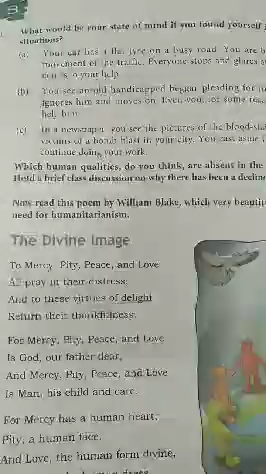 3
What would be your state of mind if you found yourself
situations?
(a) Your car has a flat tyre on a busy road. You are
movement of the traffic. Everyone stops and glares
your help.
(b) You see an old handicapped beggar pleading for
ignores him and moves on. Even you, for some
help him.
(c) In a newspaper you see the pictures of the
victims of a bomb blast in your city. You cast aside
continue doing your work.
Which human qualities, do you think, are absent in the
Hold a brief class discussion on why there has been a decline
Now read this poem by William Blake, which very
need for humanitarianism.
The Divine Image
To Mercy, Pity, Peace, and Love
All pray in their distress;
And to these virtues of delight
Return their thankfulness.
For Mercy, Pity, Peace, and Love
Is God, our father dear,
And Mercy, Pity, Peace, and Love
Is Man, his child and care.
For Mercy has a human heart,
Pity, a human face,
And Love, the human form divine,